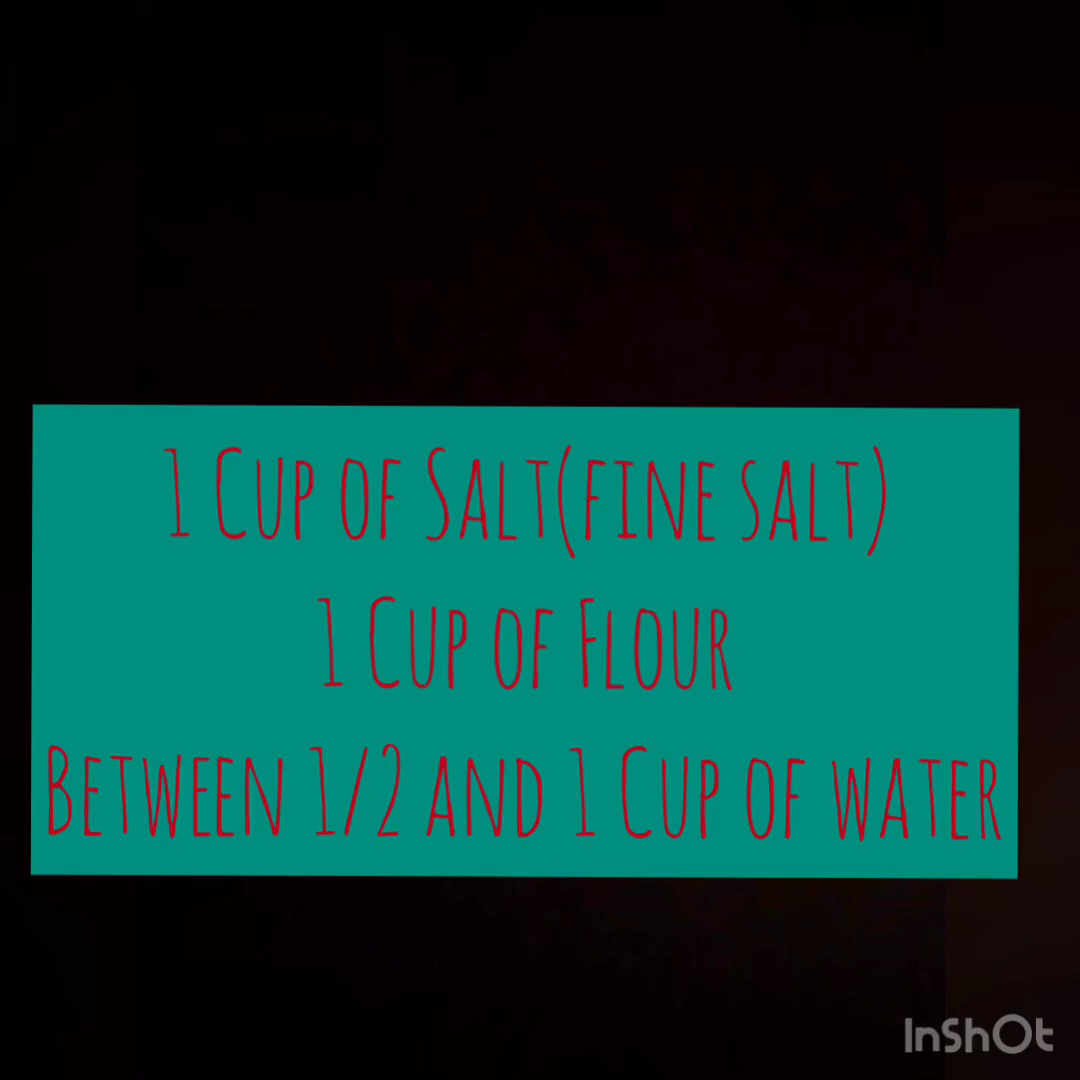 1 Cup of Salt(fine salt)
1 Cup of Flour
Between 1/2 and 1 Cup of water
InShOt